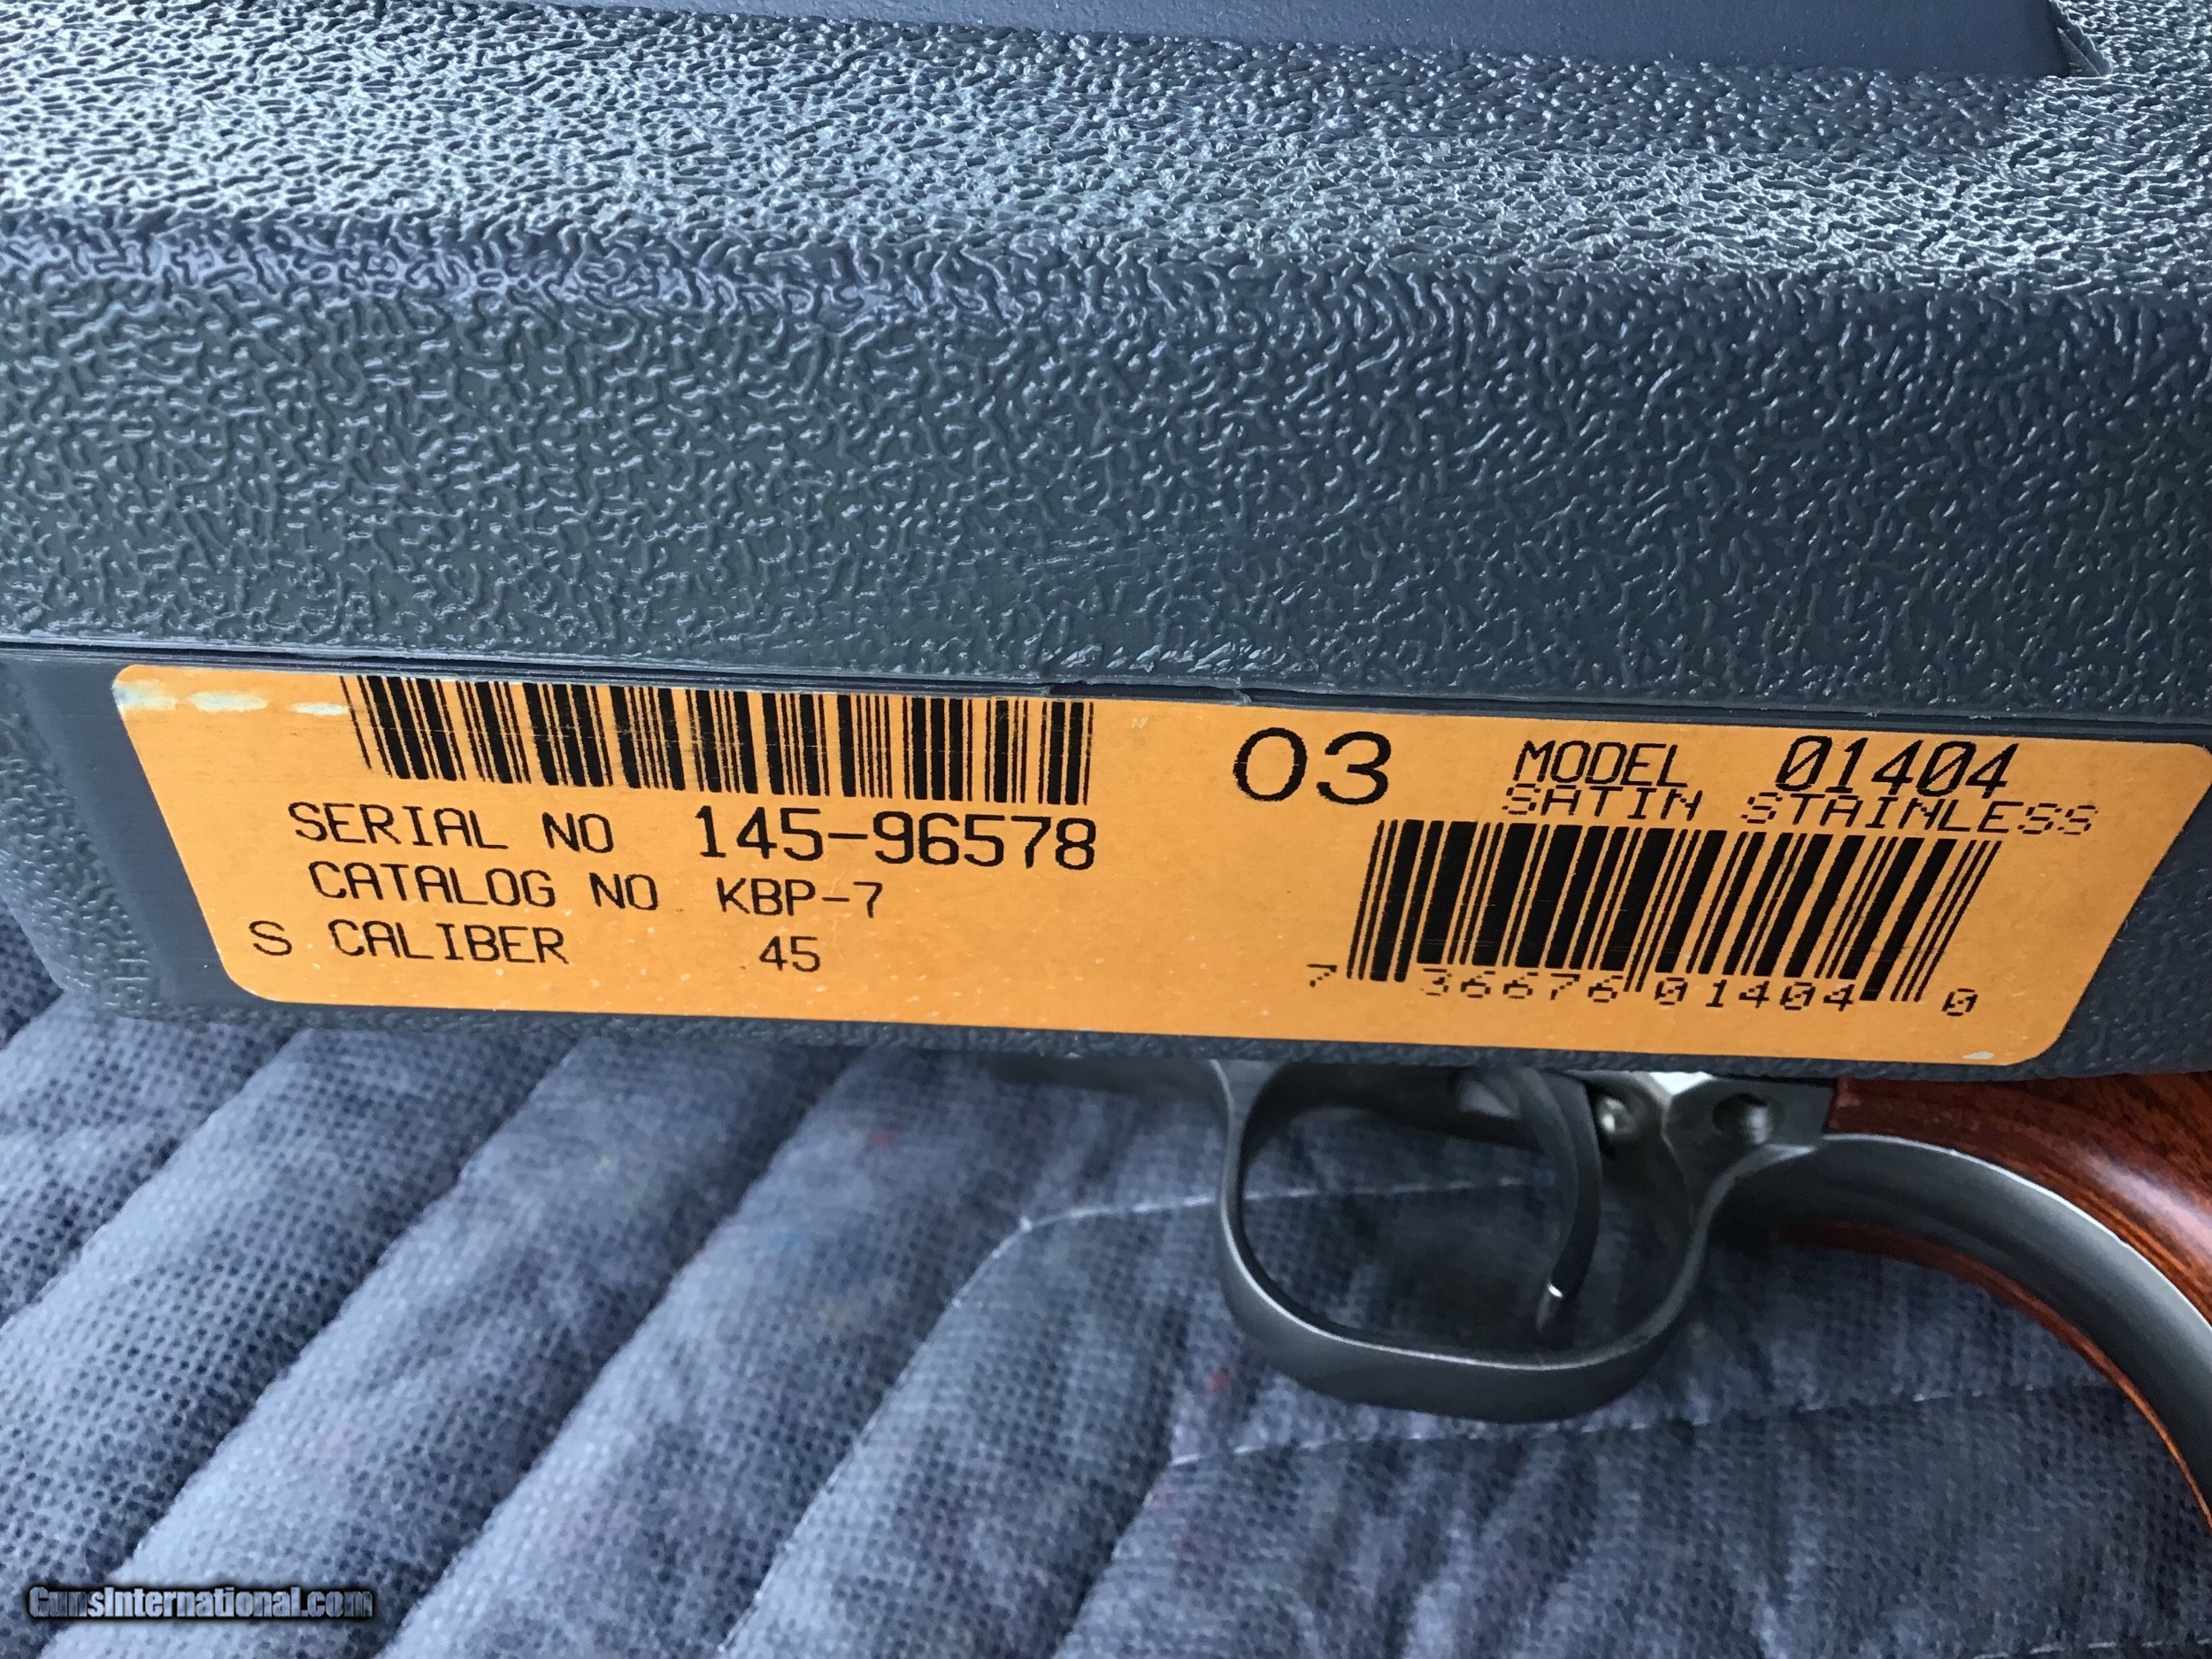 SERIAL NO 145-96578
CATALOG NO KBP-7
S CALIBER 45
03
MODEL 01404
SATIN STAINLESS
7 36676 01404 0
GunsInternational.com